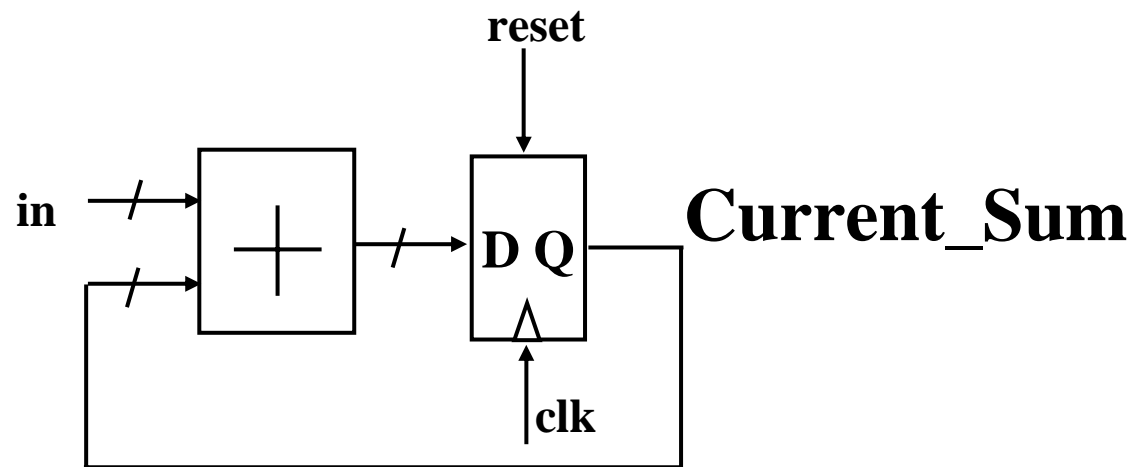 reset
in
+
D Q
Current_Sum
clk